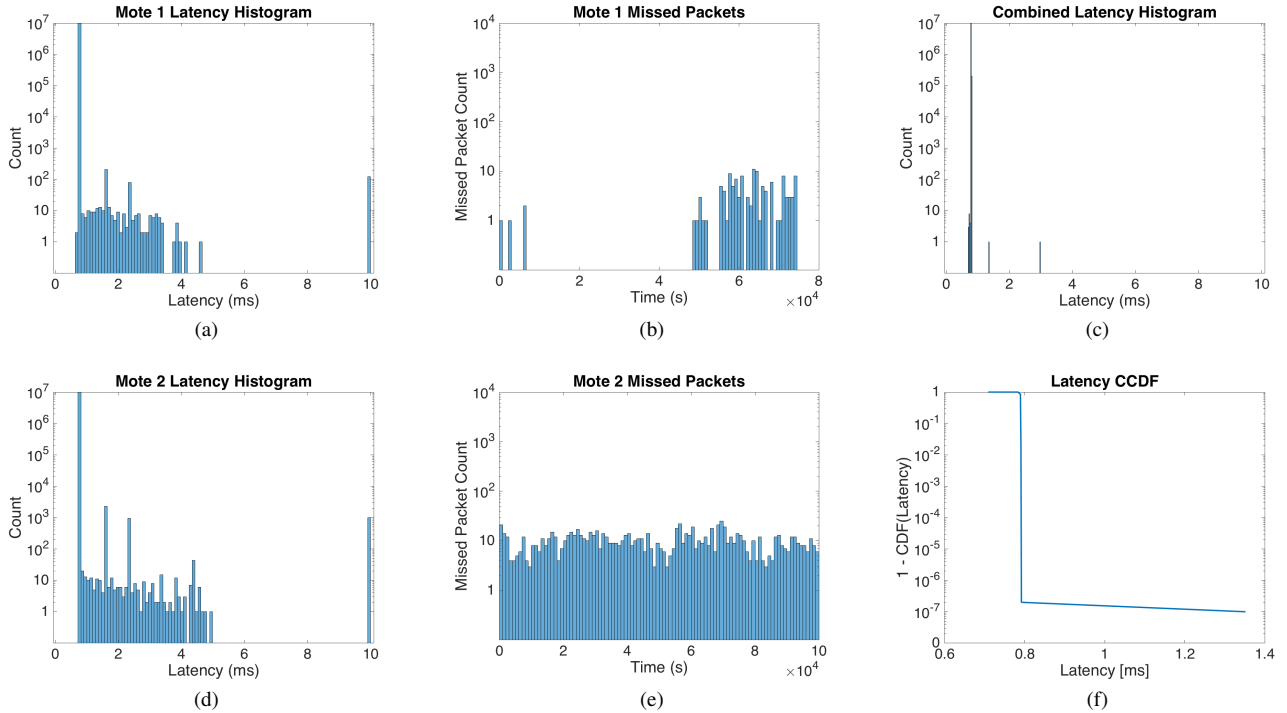 Mote 1 Latency Histogram
10^7
10^6
10^5
10^4
10^3
10^2
10
1
Count
0 2 4 6 8 10
Latency (ms)
(a)
Mote 1 Missed Packets
10^4
10^3
10^2
10
1
Missed Packet Count
0 2 4 6 8
Time (s)
×10^4
(b)
Combined Latency Histogram
10^7
10^6
10^5
10^4
10^3
10^2
10
1
Count
0 2 4 6 8 10
Latency (ms)
(c)
Mote 2 Latency Histogram
10^7
10^6
10^5
10^4
10^3
10^2
10
1
Count
0 2 4 6 8 10
Latency (ms)
(d)
Mote 2 Missed Packets
10^4
10^3
10^2
10
1
Missed Packet Count
0 2 4 6 8 10
Time (s)
×10^4
(e)
Latency CCDF
1
10^-1
10^-2
10^-3
10^-4
10^-5
10^-6
10^-7
0
1 - CDF(Latency)
0.6 0.8 1 1.2 1.4
Latency [ms]
(f)